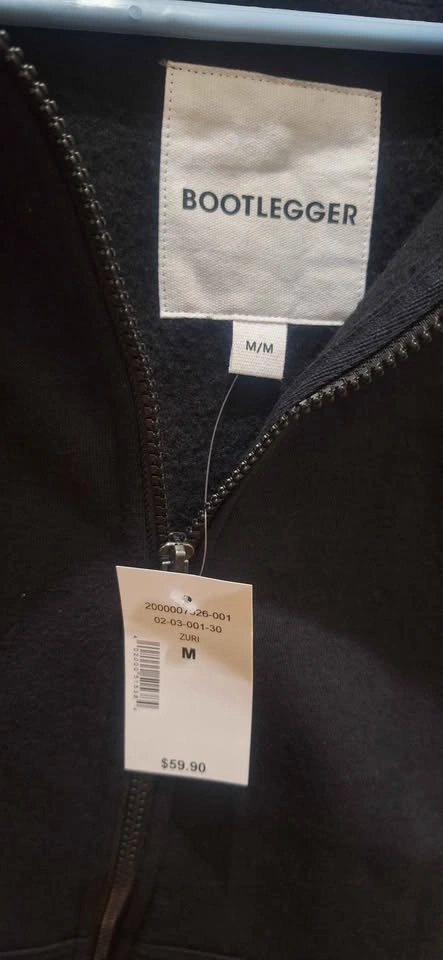 BOOTLEGGER
M/M
02-03-001-30
ZURI
M
$59.90